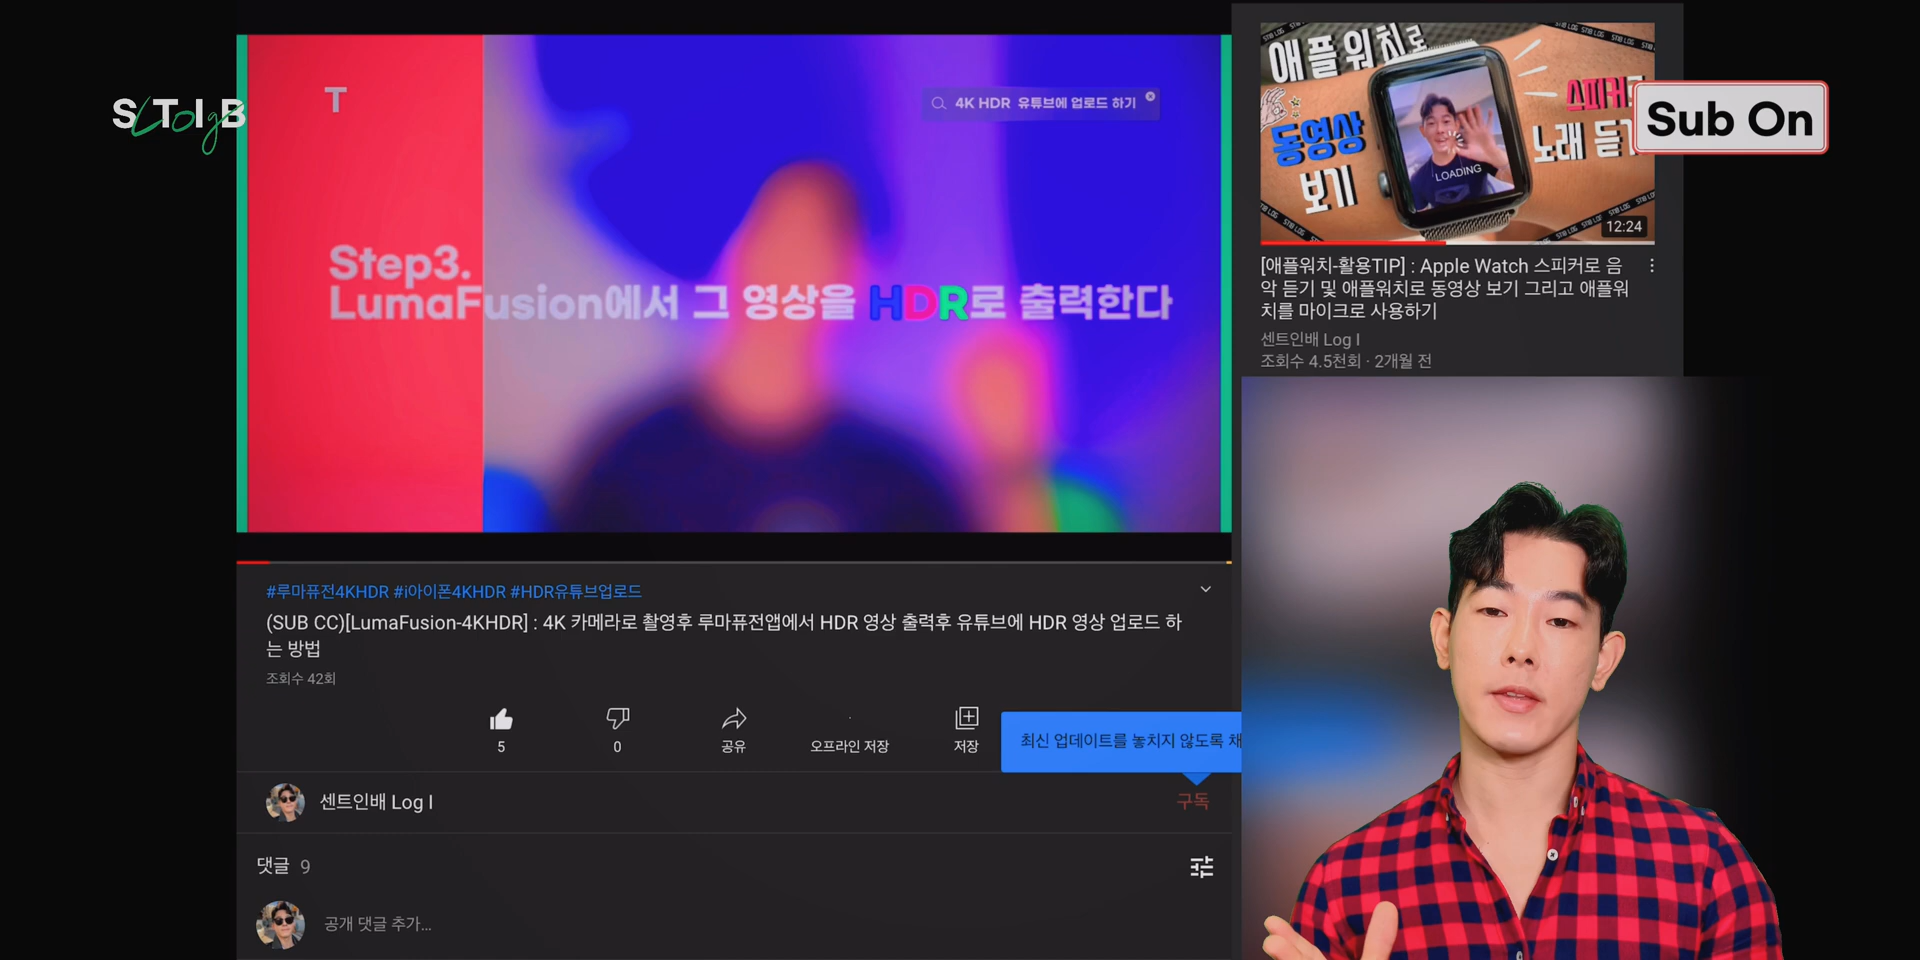 STIB
Log
T
4K HDR 유튜브에 업로드 하기
Step3.
LumaFusion에서 그 영상을 HDR로 출력한다
애플워치로
동영상
보기
스피커로
노래 듣기
LOADING
STIB LOG
12:24
Sub On
[애플워치-활용TIP] : Apple Watch 스피커로 음
악 듣기 및 애플워치로 동영상 보기 그리고 애플워
치를 마이크로 사용하기
센트인배 Log I
조회수 4.5천회 · 2개월 전
#루마퓨전4KHDR #i아이폰4KHDR #HDR유튜브업로드
(SUB CC)[LumaFusion-4KHDR] : 4K 카메라로 촬영후 루마퓨전앱에서 HDR 영상 출력후 유튜브에 HDR 영상 업로드 하
는 방법
조회수 42회
5
0
공유
오프라인 저장
저장
최신 업데이트를 놓치지 않도록 채
센트인배 Log I
구독
댓글 9
공개 댓글 추가...